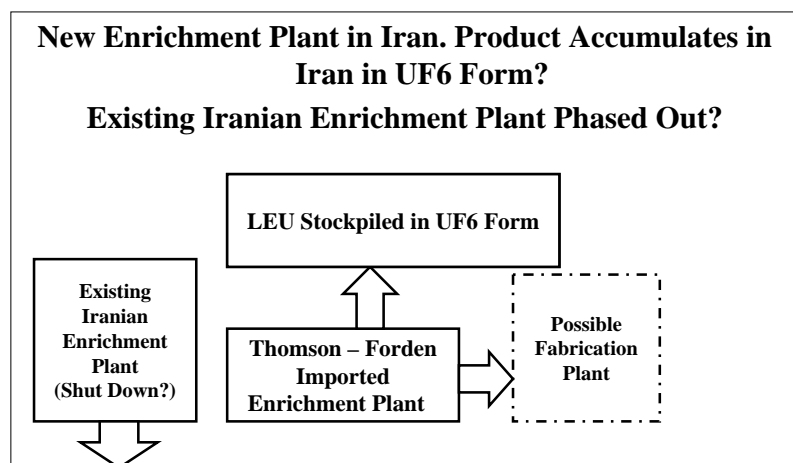 New Enrichment Plant in Iran. Product Accumulates in
Iran in UF6 Form?
Existing Iranian Enrichment Plant Phased Out?
LEU Stockpiled in UF6 Form
Existing
Iranian
Enrichment
Plant
(Shut Down?)
Thomson – Forden
Imported
Enrichment Plant
Possible
Fabrication
Plant